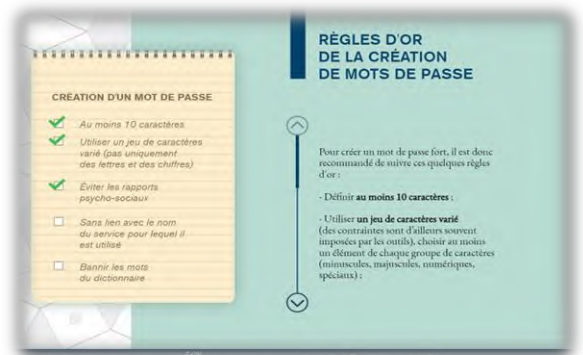 CRÉATION D'UN MOT DE PASSE
Au moins 10 caractères
Utiliser un jeu de caractères
varié (pas uniquement
des lettres et des chiffres)
Éviter les rapports
psycho-sociaux
Sans lien avec le nom
du service pour lequel il
est utilisé
Bannir les mots
du dictionnaire
RÈGLES D'OR
DE LA CRÉATION
DE MOTS DE PASSE
Pour créer un mot de passe fort, il est donc
recommandé de suivre ces quelques règles
d'or :
- Définir au moins 10 caractères ;
- Utiliser un jeu de caractères varié
(des contraintes sont d'ailleurs souvent
imposées par les outils), choisir au moins
un élément de chaque groupe de caractères
(minuscules, majuscules, numériques,
spéciaux) ;